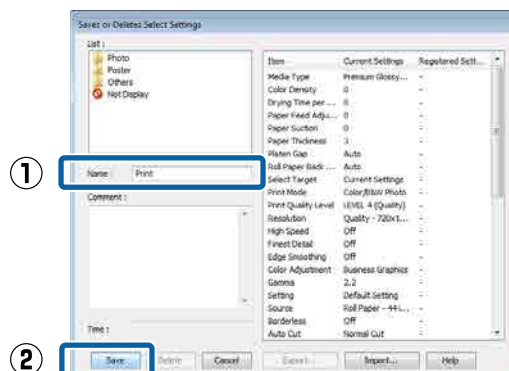 Saves or Deletes Select Settings
List :
Photo
Poster
Others
Not Display
① Name : Print
Comment :
Time :
Item Current Settings Registered Sett...
Media Type Premium Glossy... -
Color Density 0 -
Drying Time per ... 0 -
Paper Feed Adju... 0 -
Paper Suction 0 -
Paper Thickness 3 -
Platen Gap Auto -
Roll Paper Back ... Auto -
Select Target Current Settings -
Print Mode Color/B&W Photo -
Print Quality Level LEVEL 4 (Quality) -
Resolution Quality - 720x1... -
High Speed Off -
Finest Detail Off -
Edge Smoothing Off -
Color Adjustment Business Graphics -
Gamma 2.2 -
Setting Default Setting -
Source Roll Paper - 44 i... -
Borderless Off -
Auto Cut Normal Cut -
② Save Delete Cancel Export... Import... Help